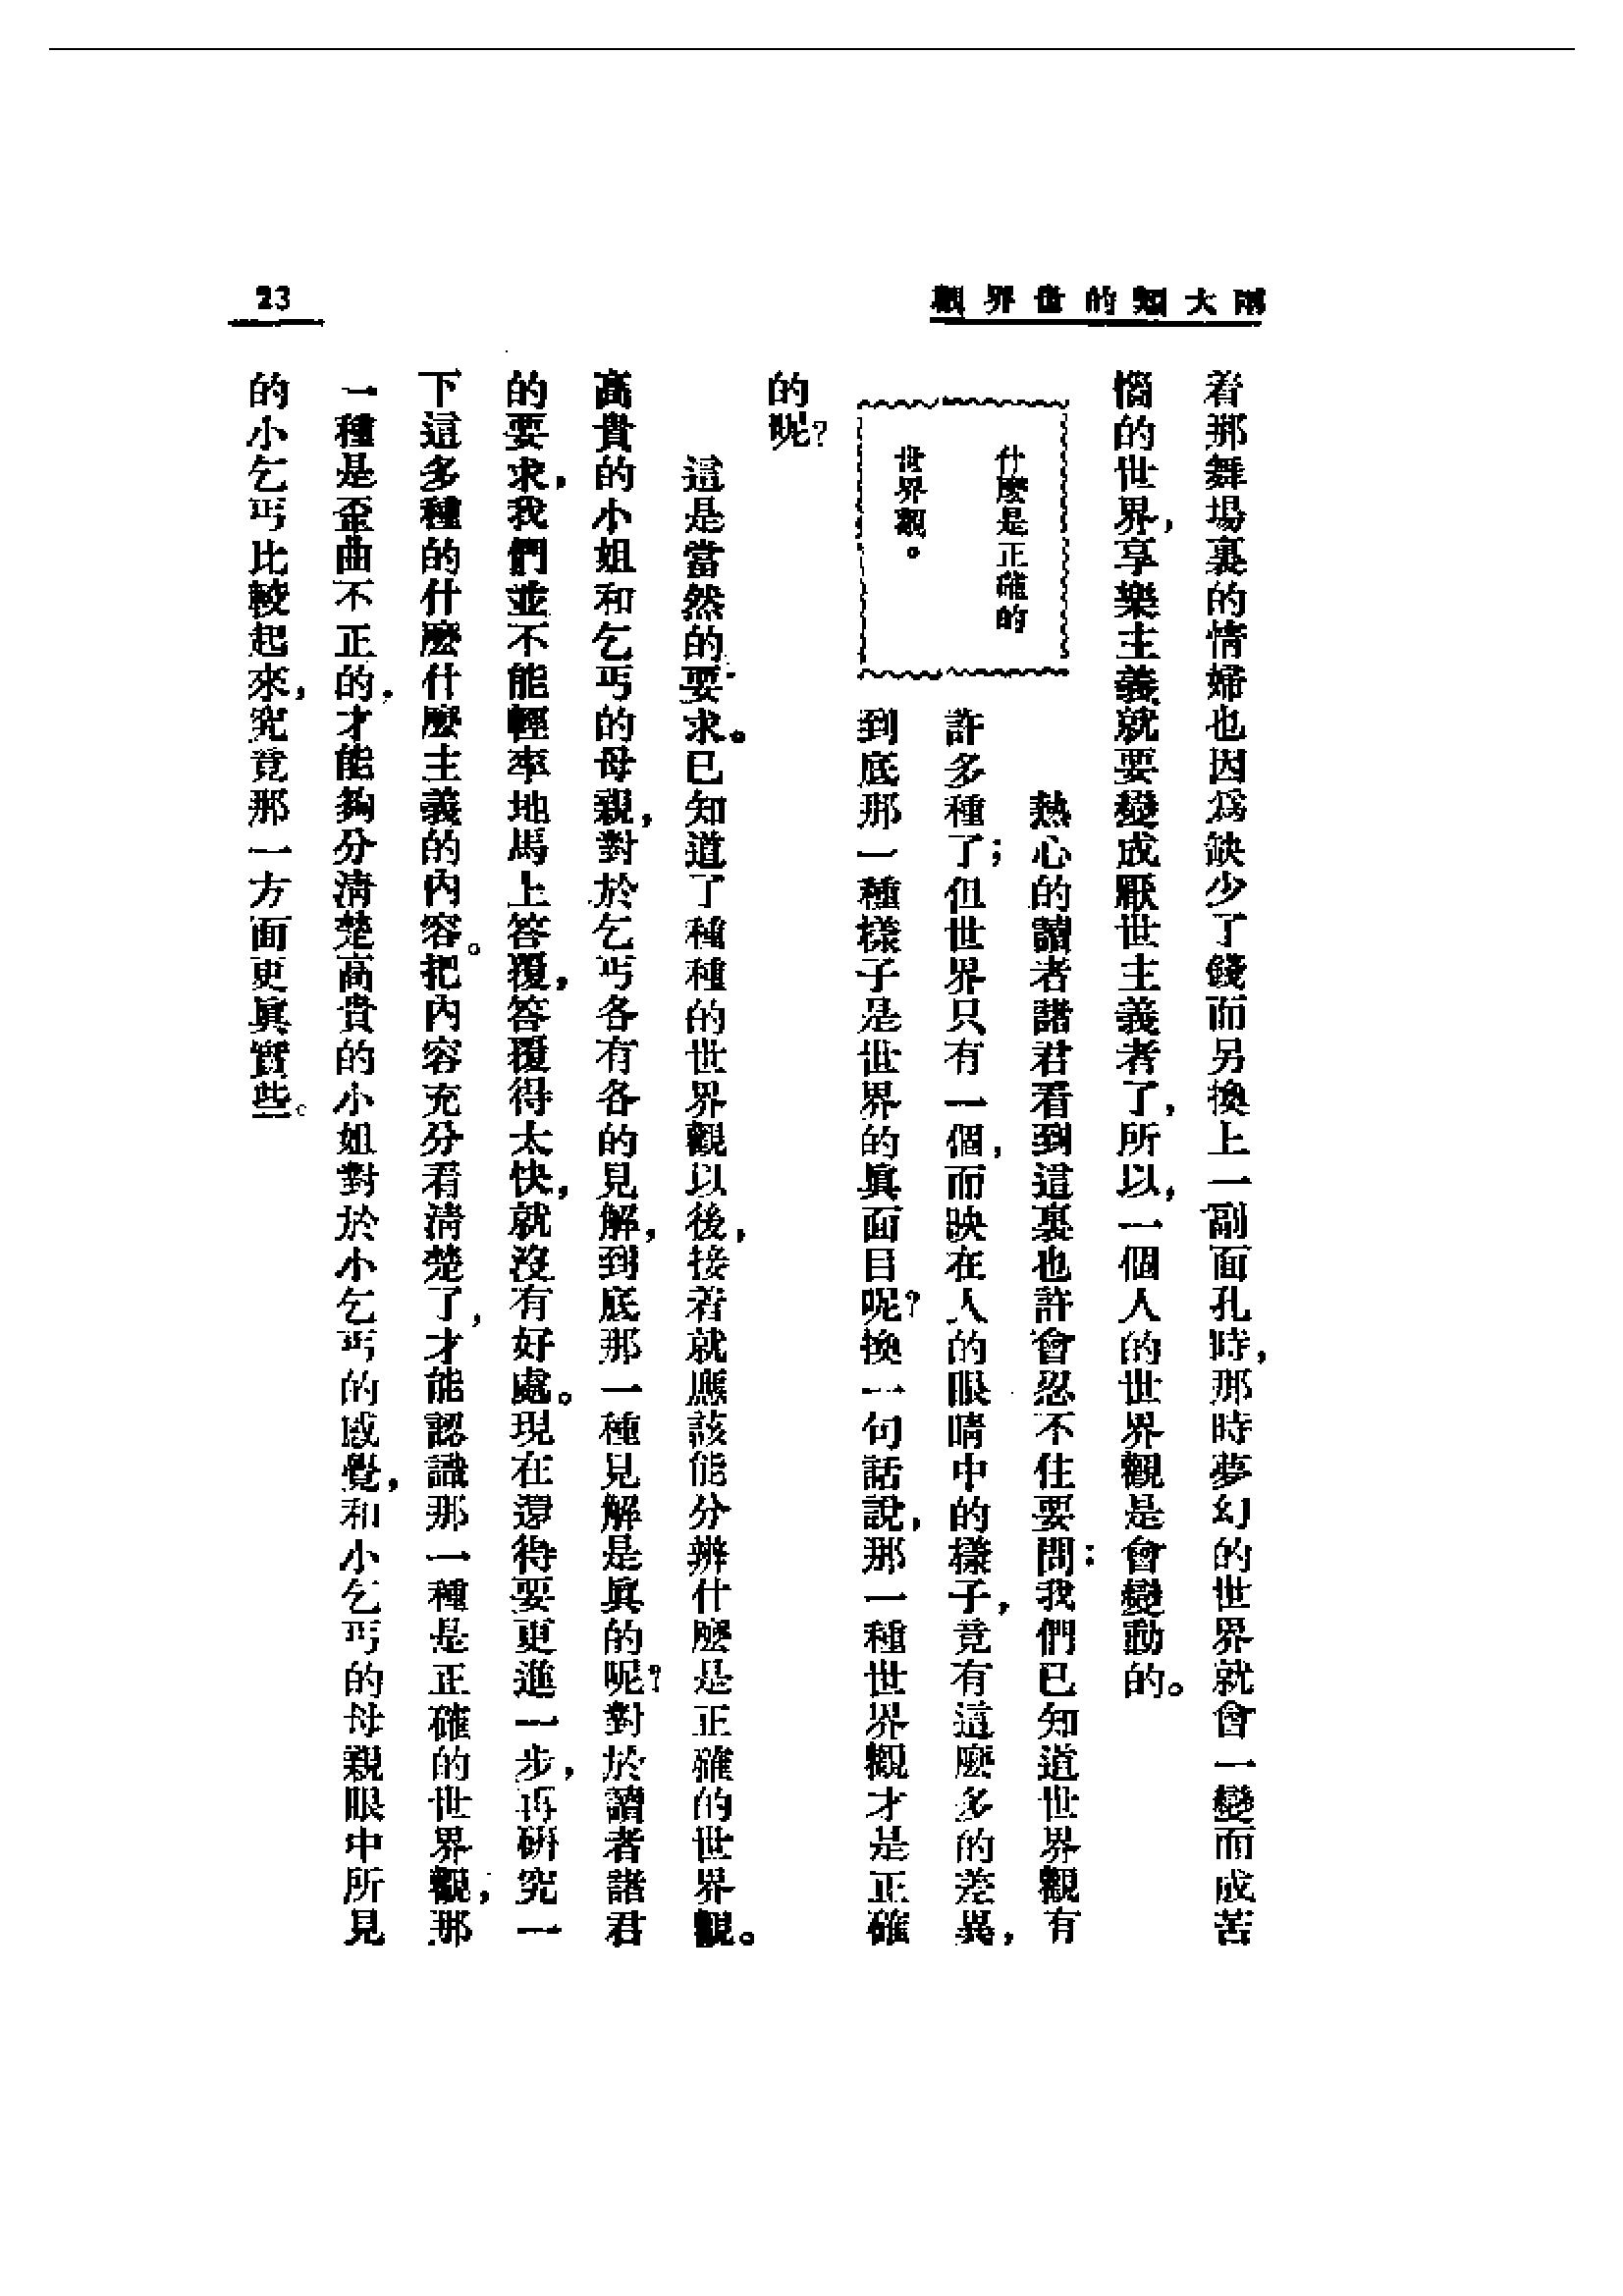 兩大類的世界觀
23
着那舞場裏的情婦也因爲缺少了錢而另換上一副面孔時，那時夢幻的世界就會一變而成苦
惱的世界，享樂主義就要變成厭世主義者了，所以，一個人的世界觀是會變動的。
什麼是正確的
世界觀。
熱心的讀者諸君看到這裏也許會忍不住要問：我們已知道世界觀有
許多種了；但世界只有一個，而映在人的眼睛中的樣子，竟有這麼多的差異，
到底那一種樣子是世界的眞面目呢？換一句話說，那一種世界觀才是正確
的呢？
這是當然的要求。已知道了種種的世界觀以後，接着就應該能分辨什麼是正確的世界觀。
高貴的小姐和乞丐的母親，對於乞丐各有各的見解，到底那一種見解是眞的呢？對於讀者諸君
的要求，我們並不能輕率地馬上答覆，答覆得太快，就沒有好處。現在還待要更進一步，再研究一
下這多種的什麼什麼主義的內容。把內容充分看清楚了，才能認識那一種是正確的世界觀，那
一種是歪曲不正的，才能夠分清楚高貴的小姐對於小乞丐的感覺，和小乞丐的母親眼中所見
的小乞丐比較起來，究竟那一方面更眞實些。